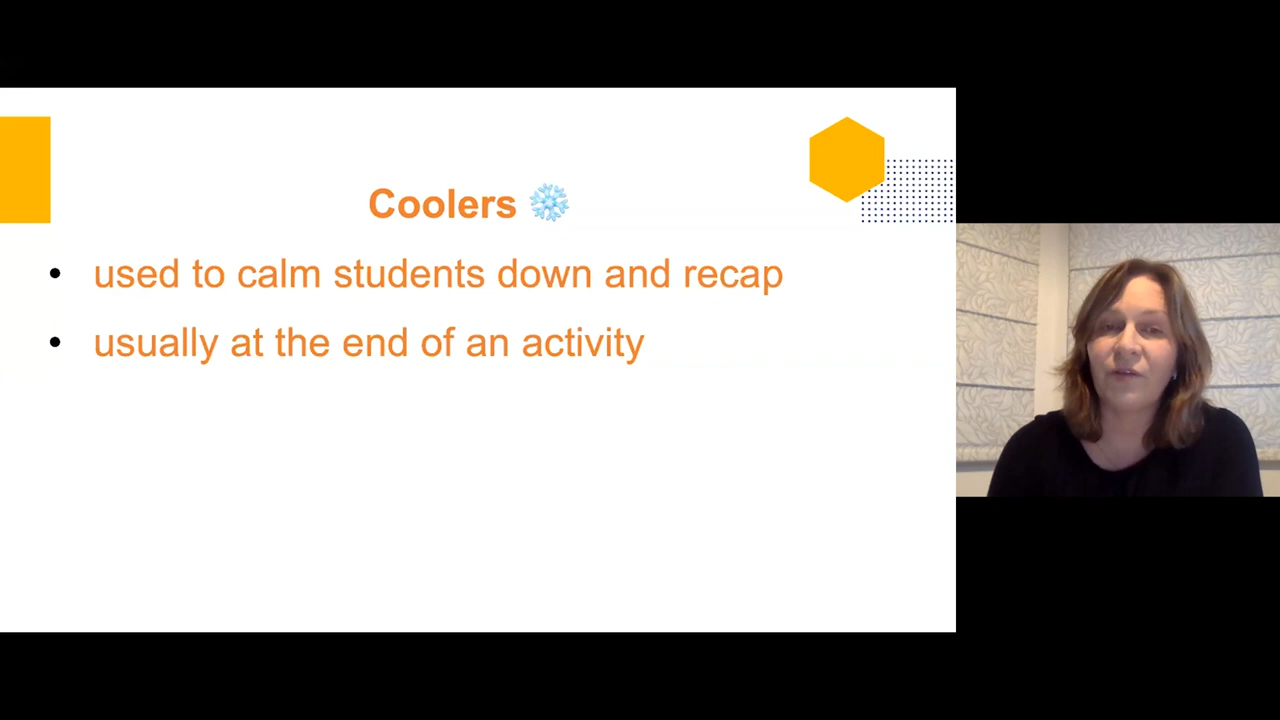 Coolers ❄️
• used to calm students down and recap
• usually at the end of an activity